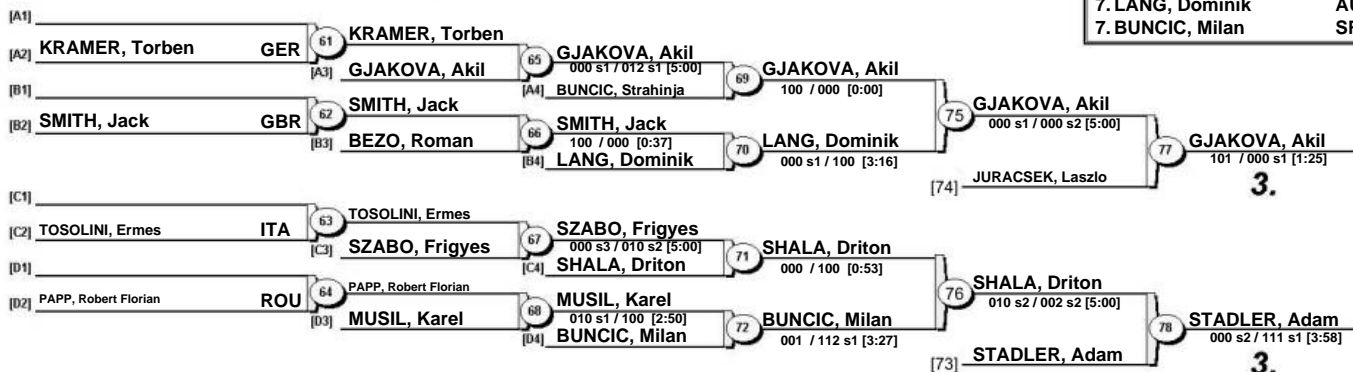 7. LANG, Dominik
7. BUNCIC, Milan
[A1]
[A2] KRAMER, Torben GER
61 KRAMER, Torben
[A3] GJAKOVA, Akil
65 GJAKOVA, Akil
000 s1 / 012 s1 [5:00]
[A4] BUNCIC, Strahinja
69 GJAKOVA, Akil
100 / 000 [0:00]
[B1]
[B2] SMITH, Jack GBR
62 SMITH, Jack
[B3] BEZO, Roman
66 SMITH, Jack
100 / 000 [0:37]
[B4] LANG, Dominik
70 LANG, Dominik
000 s1 / 100 [3:16]
75 GJAKOVA, Akil
000 s1 / 000 s2 [5:00]
[74] JURACSEK, Laszlo
77 GJAKOVA, Akil
101 / 000 s1 [1:25]
3.
[C1]
[C2] TOSOLINI, Ermes ITA
63 TOSOLINI, Ermes
[C3] SZABO, Frigyes
67 SZABO, Frigyes
000 s3 / 010 s2 [5:00]
[C4] SHALA, Driton
71 SHALA, Driton
000 / 100 [0:53]
[D1]
[D2] PAPP, Robert Florian ROU
64 PAPP, Robert Florian
[D3] MUSIL, Karel
68 MUSIL, Karel
010 s1 / 100 [2:50]
[D4] BUNCIC, Milan
72 BUNCIC, Milan
001 / 112 s1 [3:27]
76 SHALA, Driton
010 s2 / 002 s2 [5:00]
[73] STADLER, Adam
78 STADLER, Adam
000 s2 / 111 s1 [3:58]
3.